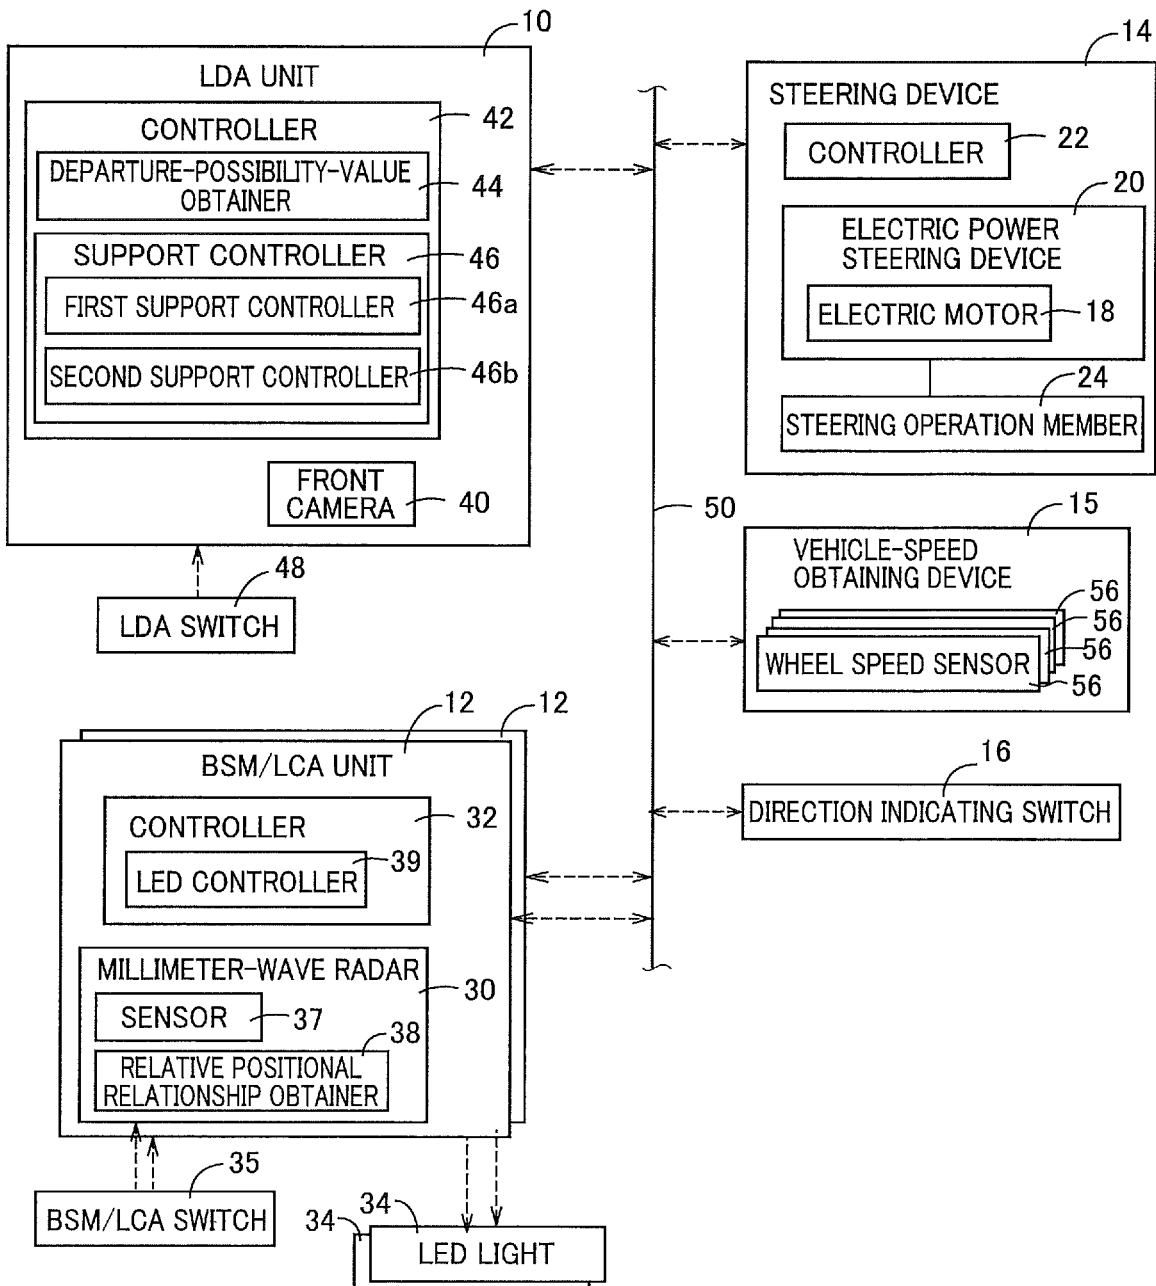 10
LDA UNIT
CONTROLLER
42
DEPARTURE-POSSIBILITY-VALUE
OBTAINER
44
SUPPORT CONTROLLER
46
FIRST SUPPORT CONTROLLER
46a
SECOND SUPPORT CONTROLLER
46b
FRONT
CAMERA
40
48
LDA SWITCH
14
STEERING DEVICE
CONTROLLER
22
20
ELECTRIC POWER
STEERING DEVICE
ELECTRIC MOTOR
18
24
STEERING OPERATION MEMBER
50
15
VEHICLE-SPEED
OBTAINING DEVICE
56
56
56
WHEEL SPEED SENSOR
56
16
DIRECTION INDICATING SWITCH
12
12
BSM/LCA UNIT
CONTROLLER
32
39
LED CONTROLLER
MILLIMETER-WAVE RADAR
30
SENSOR
37
38
RELATIVE POSITIONAL
RELATIONSHIP OBTAINER
35
BSM/LCA SWITCH
34
34
LED LIGHT